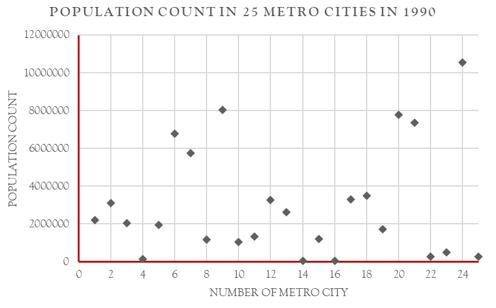 POPULATION COUNT IN 25 METRO CITIES IN 1990
12000000
10000000
8000000
6000000
4000000
2000000
0
POPULATION COUNT
0 2 4 6 8 10 12 14 16 18 20 22 24
NUMBER OF METRO CITY